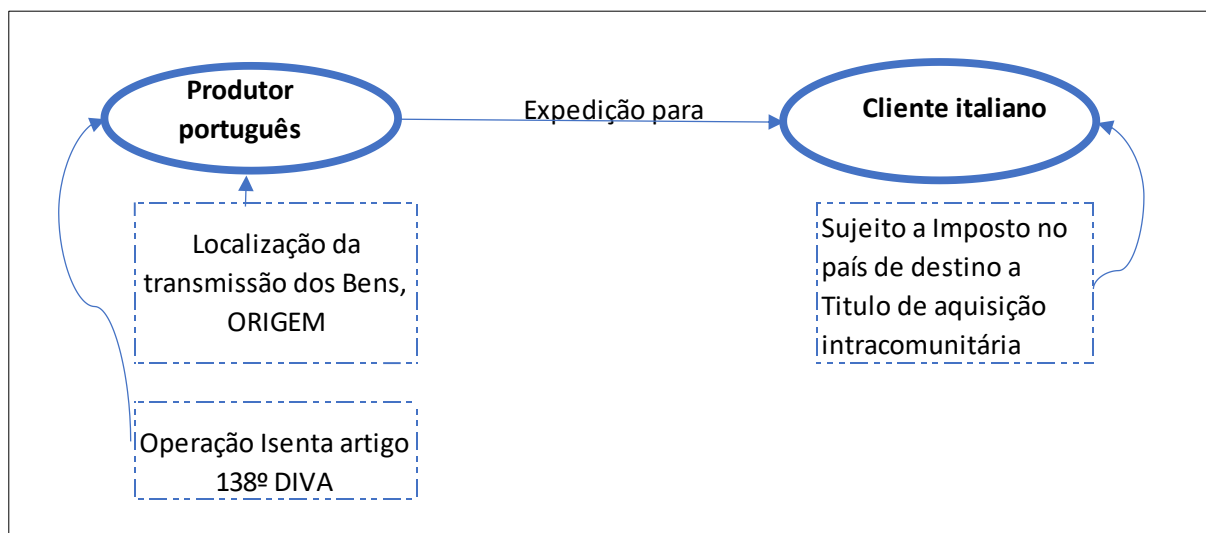 Produtor
português
Expedição para
Cliente italiano
Localização da
transmissão dos Bens,
ORIGEM
Sujeito a Imposto no
país de destino a
Titulo de aquisição
intracomunitária
Operação Isenta artigo
138º DIVA